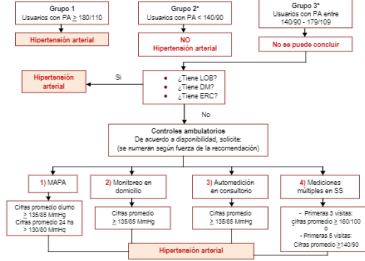 Grupo 1
Usuarios con PA ≥ 180/110
Grupo 2*
Usuarios con PA < 140/90
Grupo 3*
Usuarios con PA entre
140/90 - 179/109
Hipertensión arterial
NO
Hipertensión arterial
No se puede concluir
Hipertensión
arterial
Si
• ¿Tiene LOB?
• ¿Tiene DM?
• ¿Tiene ERC?
No
Controles ambulatorios
De acuerdo a disponibilidad, solicite:
(se numeran según fuerza de la recomendación)
1) MAPA
2) Monitoreo en
domicilio
3) Automedición
en consultorio
4) Mediciones
múltiples en SS
Cifras promedio diurno
≥ 135/85 MmHg
Cifras promedio 24 hs
> 130/80 MmHg
Cifras promedio
≥ 135/85 MmHg
Cifras promedio
≥ 135/85 MmHg
- Primeras 3 visitas:
cifras promedio ≥ 160/100
o
- Primeras 5 visitas:
Cifras promedio ≥140/90
Hipertensión arterial